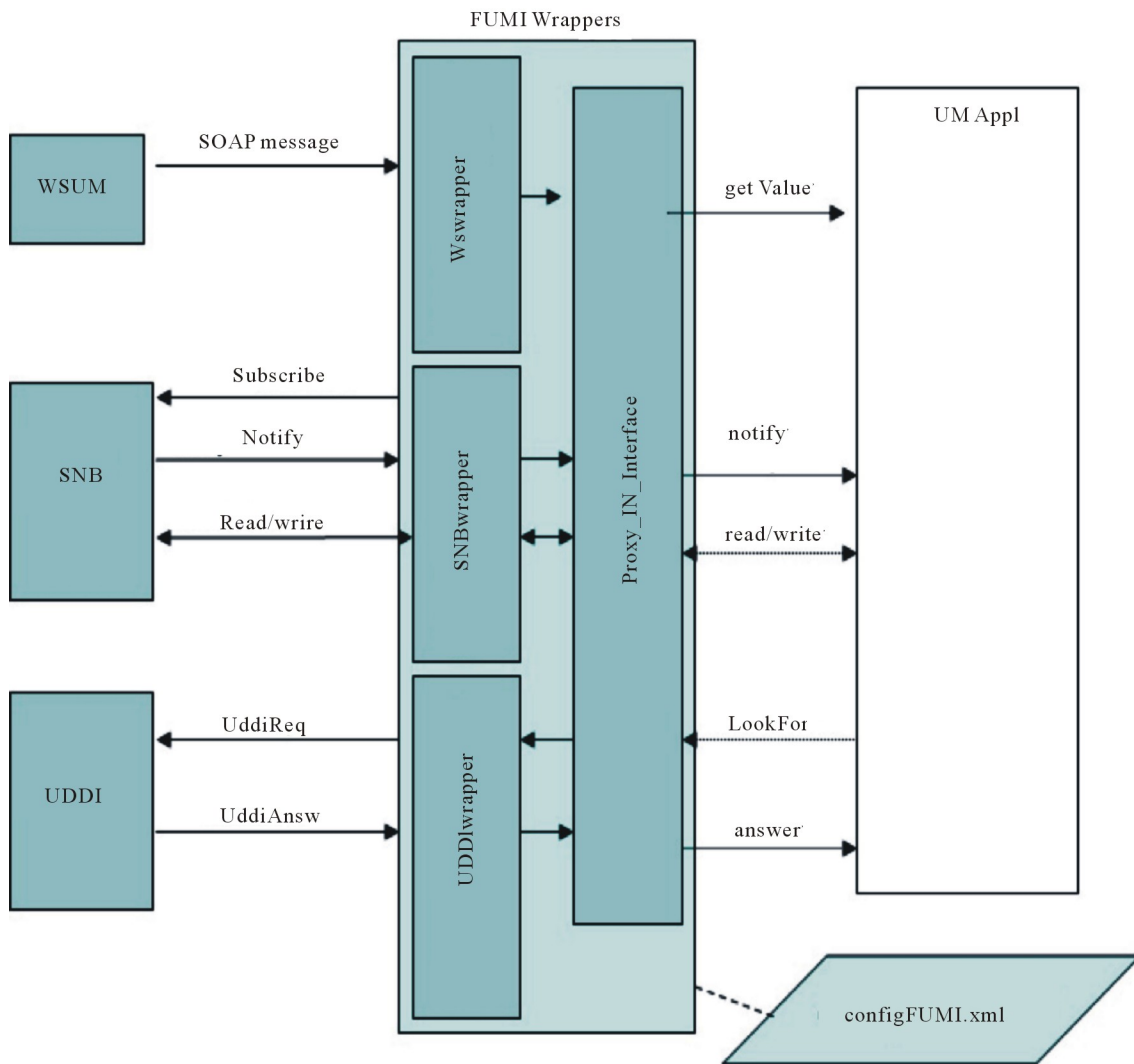 FUMI Wrappers
WSUM
SOAP message
Wswrapper
get Value
UM Appl
SNB
Subscribe
Notify
Read/wrire
SNBwrapper
Proxy_IN_Interface
notify
read/write
UDDI
UddiReq
UddiAnsw
UDDIwrapper
LookFor
answer
configFUMI.xml